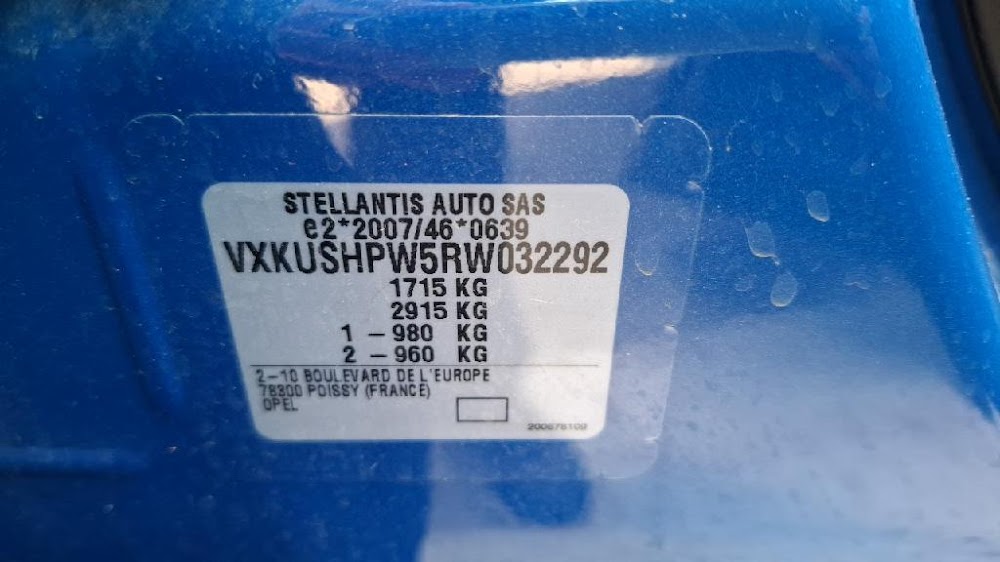 STELLANTIS AUTO SAS
e2*2007/46*0639
VXKUSHPW5RW032292
1715 KG
2915 KG
1 – 980 KG
2 – 960 KG
2–10 BOULEVARD DE L'EUROPE
78300 POISSY (FRANCE)
OPEL